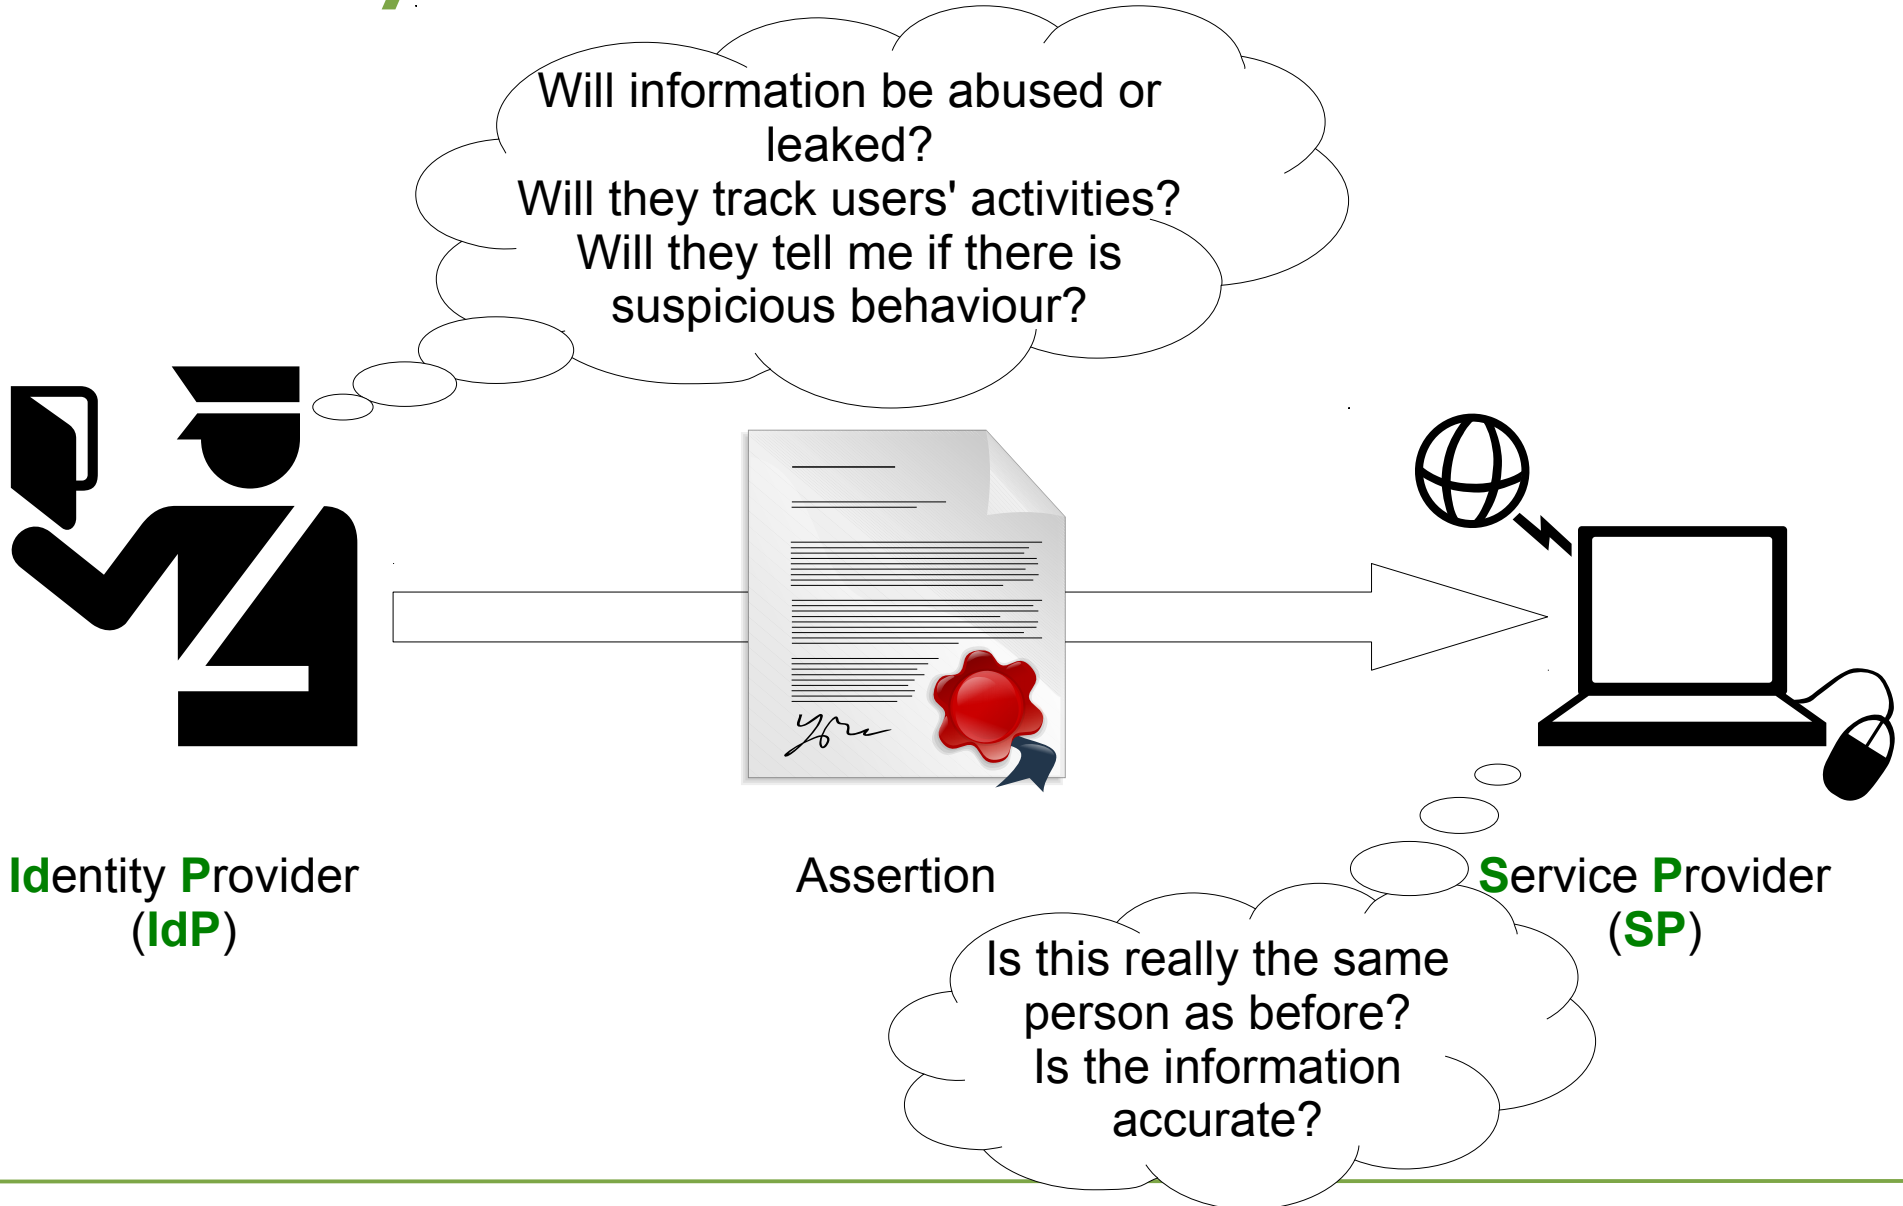 Will information be abused or
leaked?
Will they track users' activities?
Will they tell me if there is
suspicious behaviour?
Identity Provider
(IdP)
Assertion
Service Provider
(SP)
Is this really the same
person as before?
Is the information
accurate?